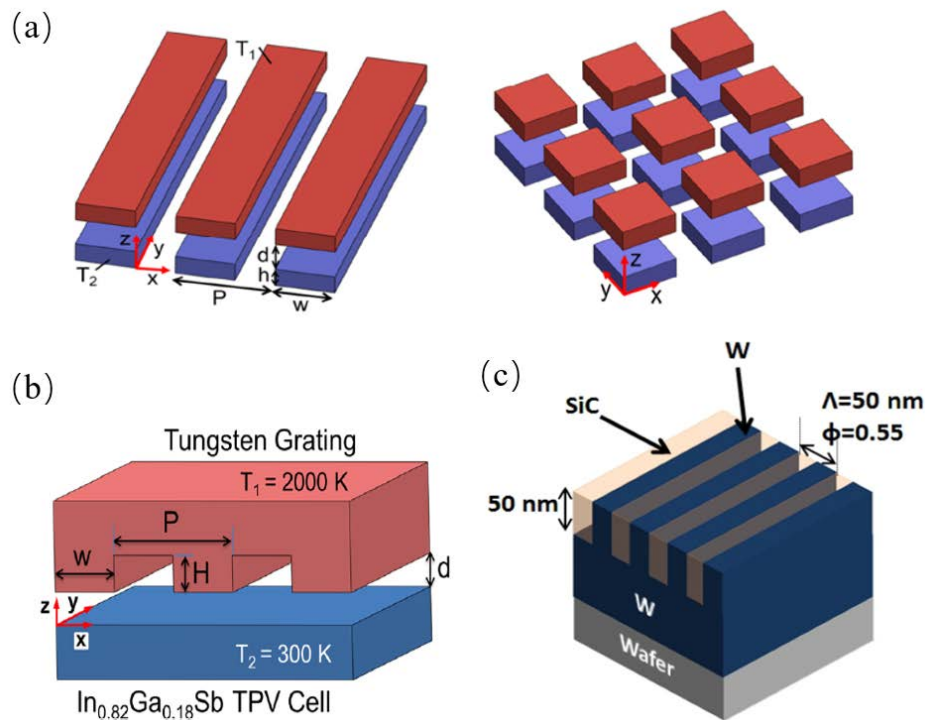 (a)
T₁
z
y
x
T₂
d
h
P
w
z
y
x
(b)
Tungsten Grating
T₁ = 2000 K
P
w
H
d
z
y
x
T₂ = 300 K
In₀.₈₂Ga₀.₁₈Sb TPV Cell
(c)
W
SiC
Λ=50 nm
ϕ=0.55
50 nm
W
Wafer